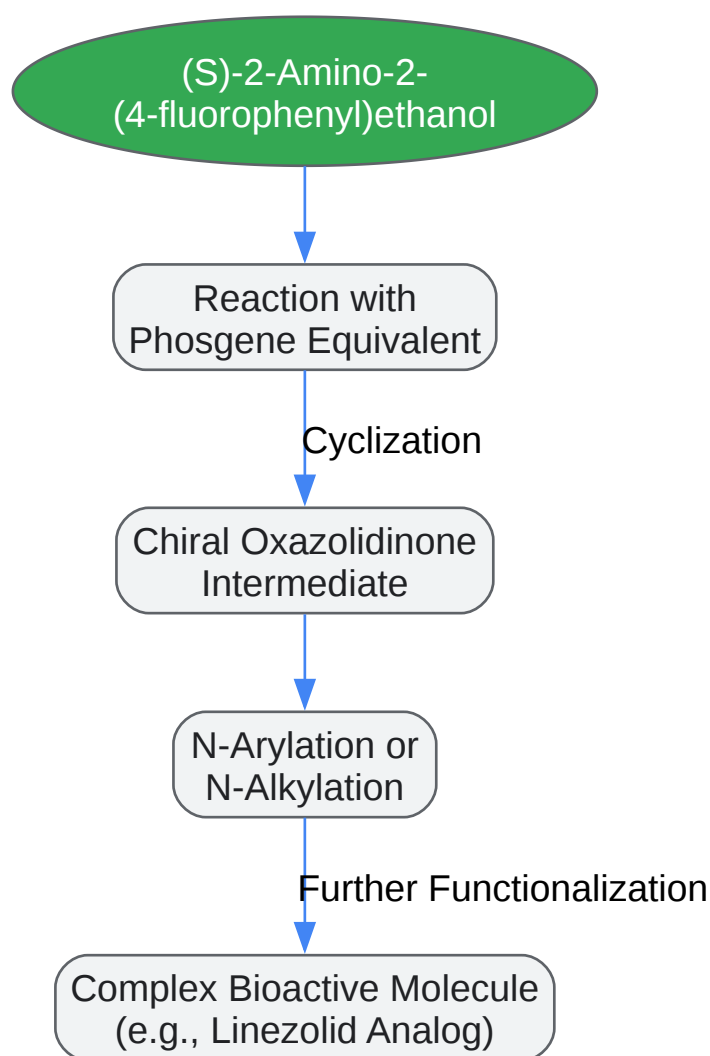 (S)-2-Amino-2-
(4-fluorophenyl)ethanol
Reaction with
Phosgene Equivalent
Cyclization
Chiral Oxazolidinone
Intermediate
N-Arylation or
N-Alkylation
Further Functionalization
Complex Bioactive Molecule
(e.g., Linezolid Analog)